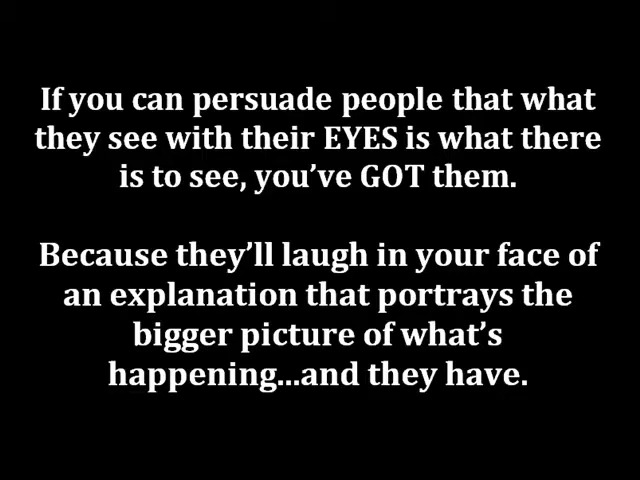 If you can persuade people that what
they see with their EYES is what there
is to see, you’ve GOT them.
Because they’ll laugh in your face of
an explanation that portrays the
bigger picture of what’s
happening...and they have.